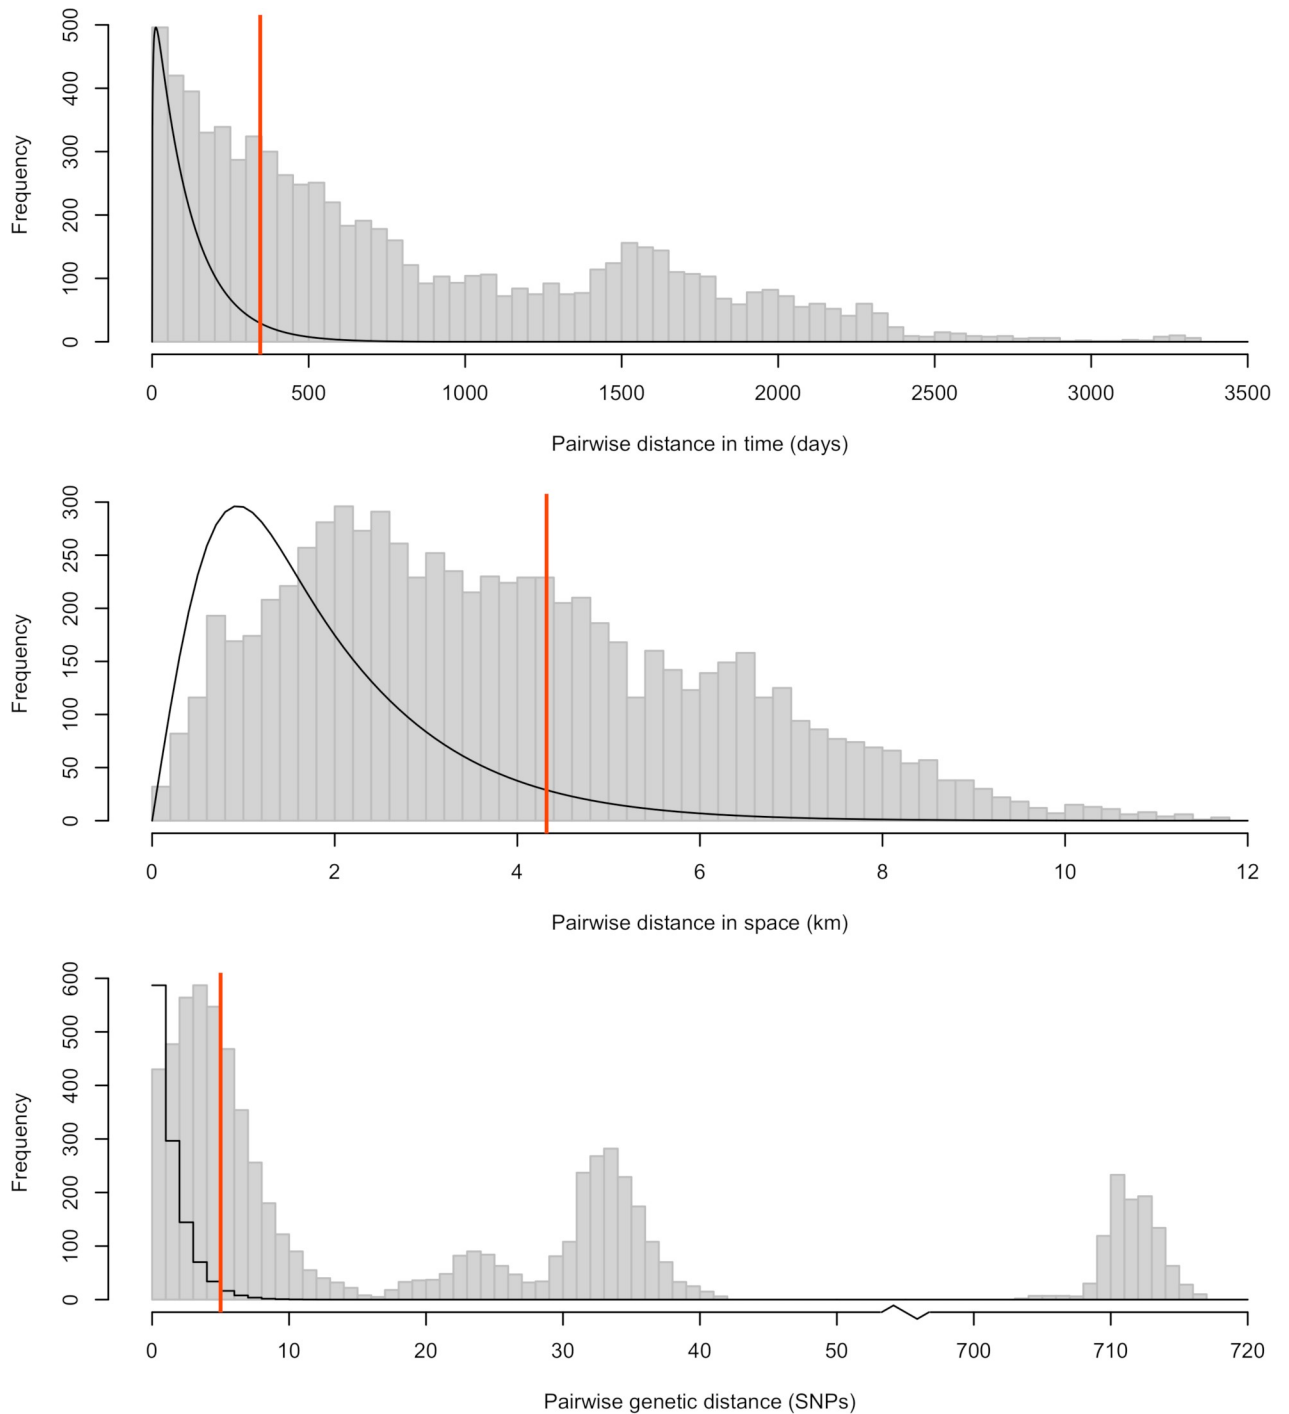 500
400
300
200
100
0
Frequency
0 500 1000 1500 2000 2500 3000 3500
Pairwise distance in time (days)
300
250
200
150
100
50
0
Frequency
0 2 4 6 8 10 12
Pairwise distance in space (km)
600
500
400
300
200
100
0
Frequency
0 10 20 30 40 50 700 710 720
Pairwise genetic distance (SNPs)